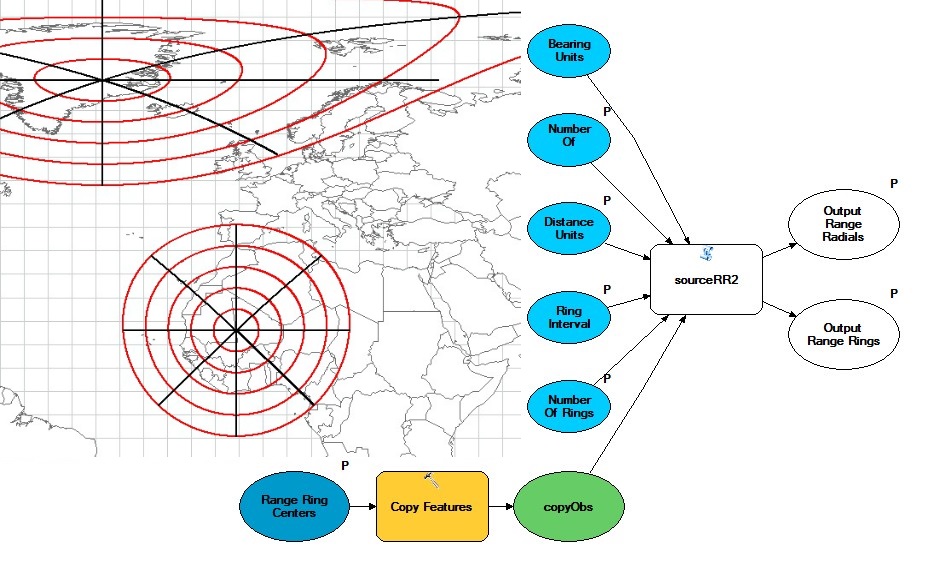 Bearing
Units
P
Number
Of
P
Distance
Units
P
Ring
Interval
P
Number
Of Rings
sourceRR2
P
Output
Range
Radials
P
Output
Range Rings
P
Range Ring
Centers
Copy Features
copyObs